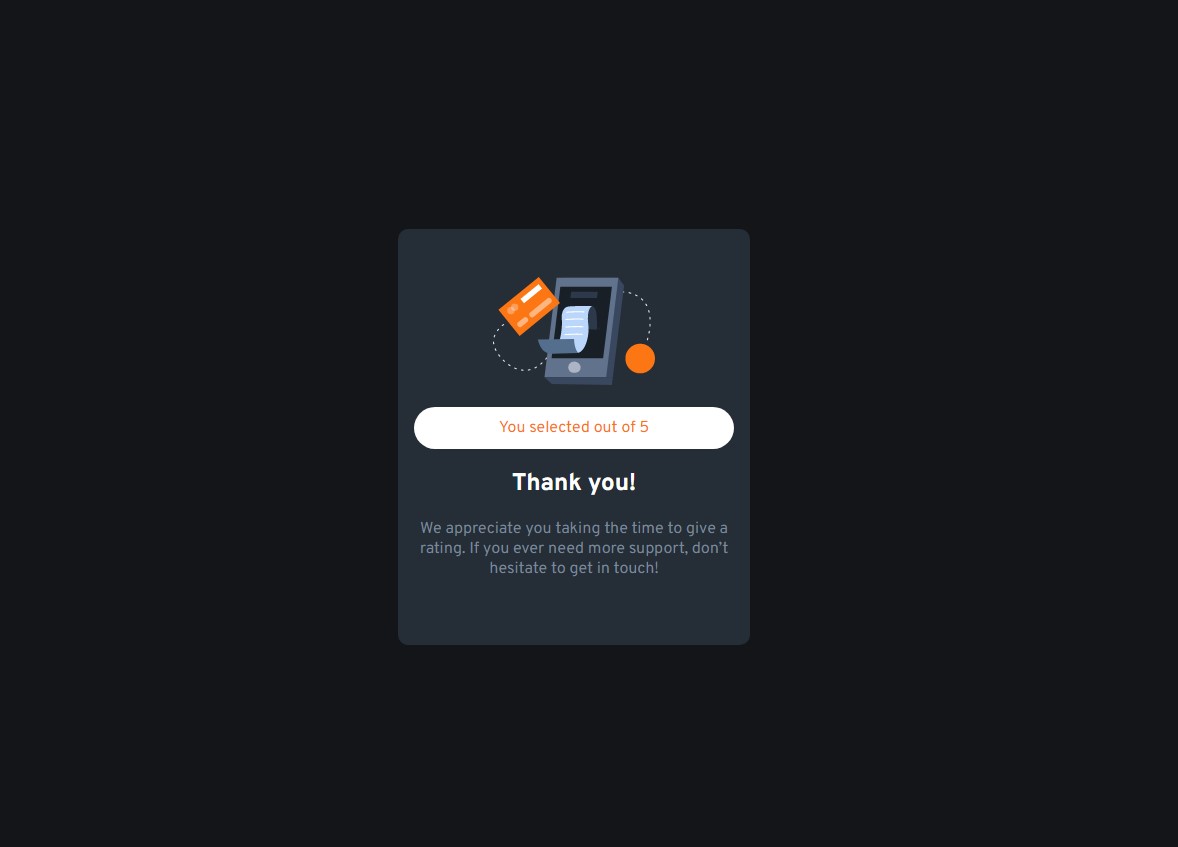 You selected out of 5
Thank you!
We appreciate you taking the time to give a
rating. If you ever need more support, don’t
hesitate to get in touch!